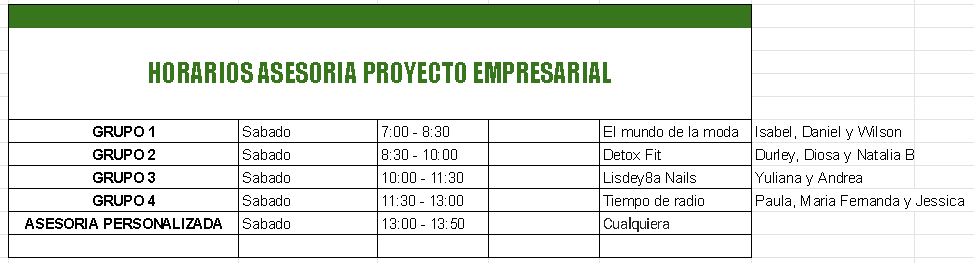 HORARIOS ASESORIA PROYECTO EMPRESARIAL
GRUPO 1 Sabado 7:00 - 8:30 El mundo de la moda Isabel, Daniel y Wilson
GRUPO 2 Sabado 8:30 - 10:00 Detox Fit Durley, Diosa y Natalia B
GRUPO 3 Sabado 10:00 - 11:30 Lisdey8a Nails Yuliana y Andrea
GRUPO 4 Sabado 11:30 - 13:00 Tiempo de radio Paula, Maria Fernanda y Jessica
ASESORIA PERSONALIZADA Sabado 13:00 - 13:50 Cualquiera